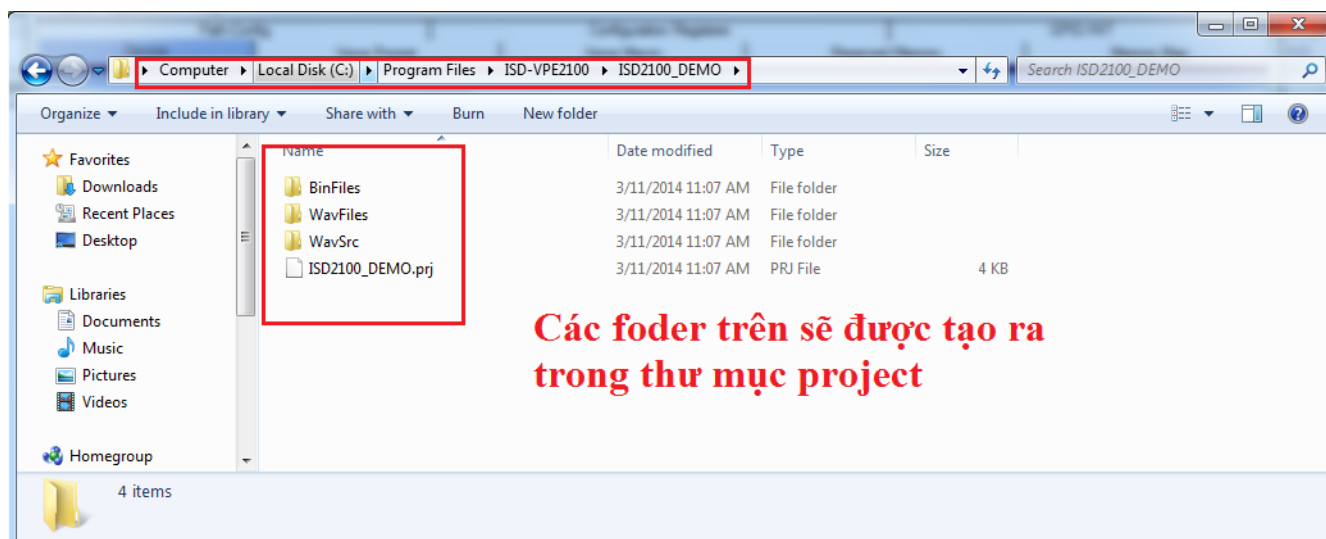 Computer ▸ Local Disk (C:) ▸ Program Files ▸ ISD-VPE2100 ▸ ISD2100_DEMO ▸
Search ISD2100_DEMO
Organize Include in library Share with Burn New folder
Name Date modified Type Size
Favorites
Downloads
Recent Places
Desktop
Libraries
Documents
Music
Pictures
Videos
Homegroup
BinFiles 3/11/2014 11:07 AM File folder
WavFiles 3/11/2014 11:07 AM File folder
WavSrc 3/11/2014 11:07 AM File folder
ISD2100_DEMO.prj 3/11/2014 11:07 AM PRJ File 4 KB
Các foder trên sẽ được tạo ra
trong thư mục project
4 items